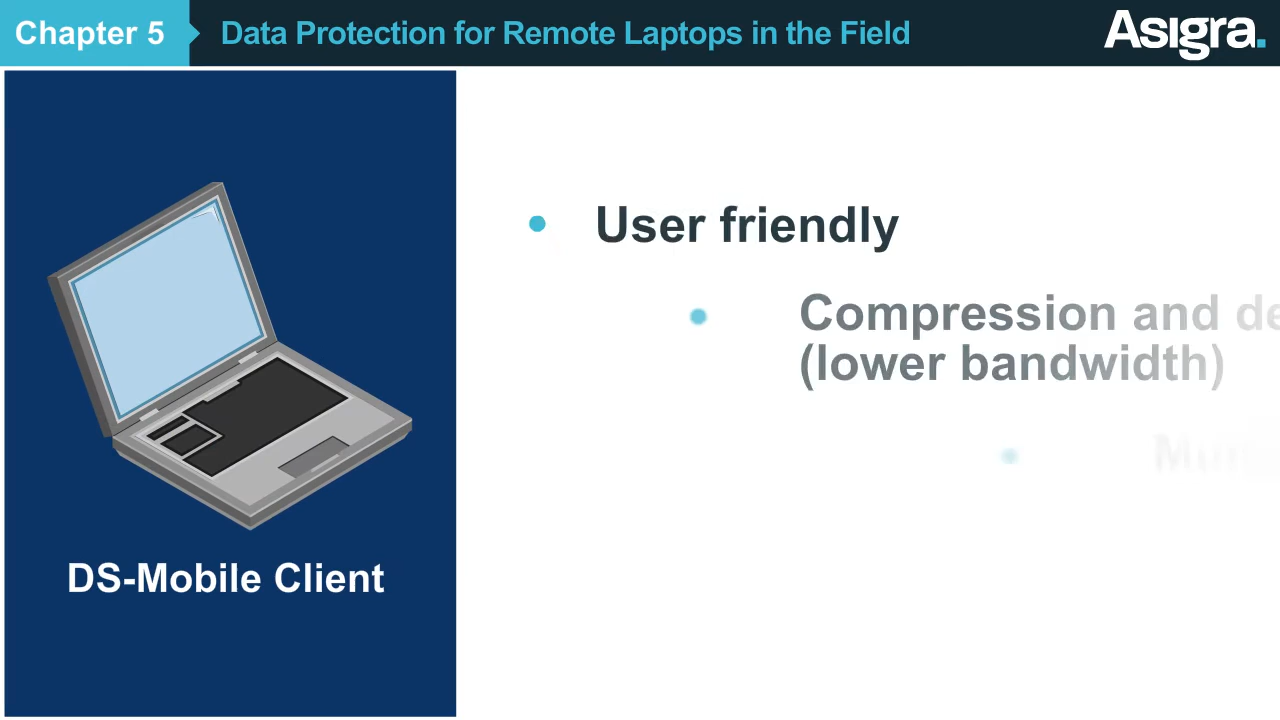 Chapter 5
Data Protection for Remote Laptops in the Field
Asigra.
User friendly
Compression and
(lower bandwidth)
DS-Mobile Client